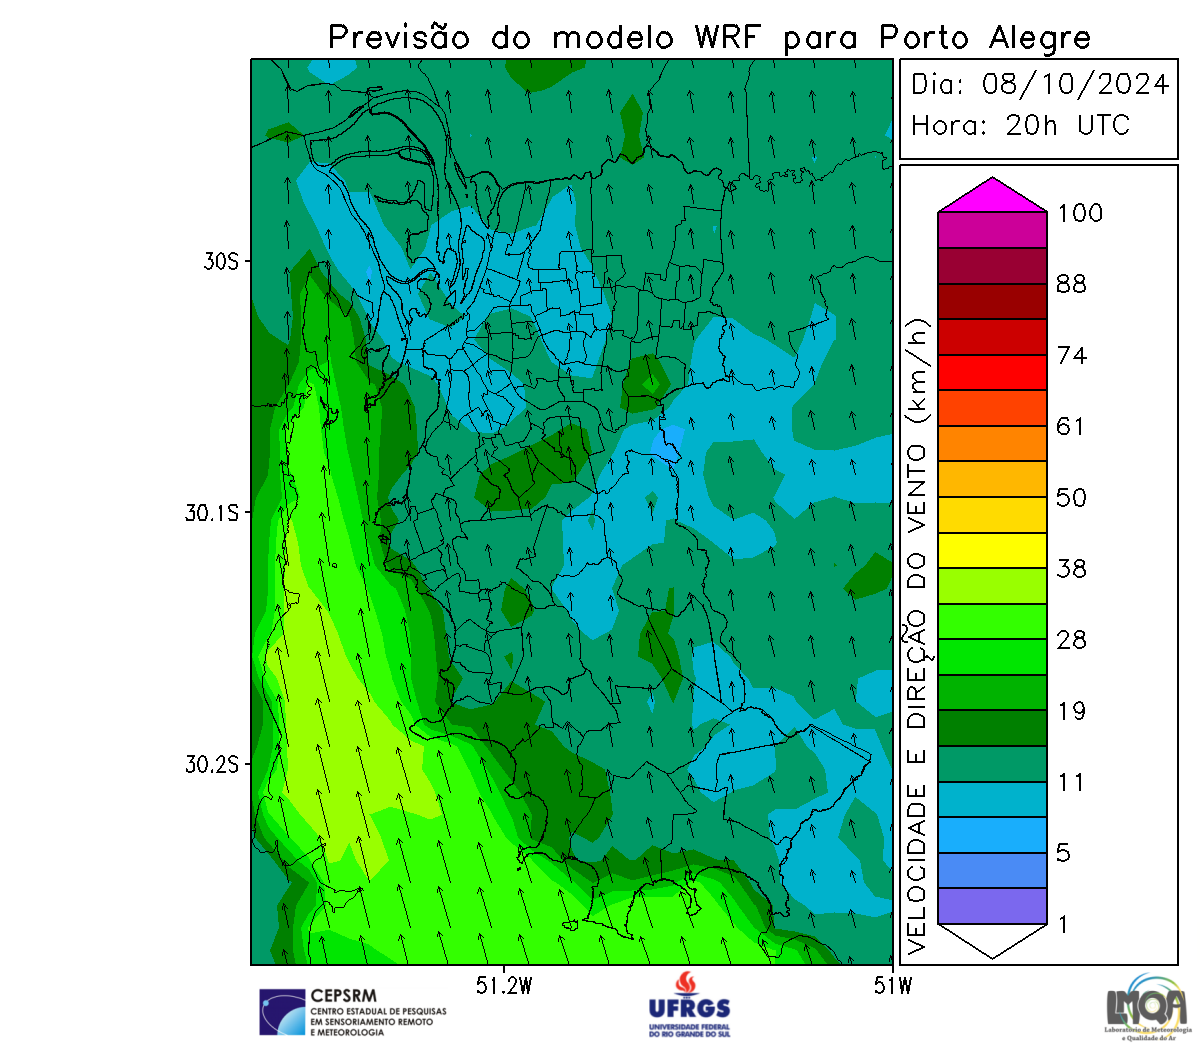 Previsão do modelo WRF para Porto Alegre
Dia: 08/10/2024
Hora: 20h UTC
30S
30.1S
30.2S
51.2W
51W
VELOCIDADE E DIREÇÃO DO VENTO (km/h)
100
88
74
61
50
38
28
19
11
5
1
CEPSRM
CENTRO ESTADUAL DE PESQUISAS
EM SENSORIAMENTO REMOTO
E METEOROLOGIA
UFRGS
UNIVERSIDADE FEDERAL
DO RIO GRANDE DO SUL
LMQA
Laboratório de Meteorologia
e Qualidade do Ar